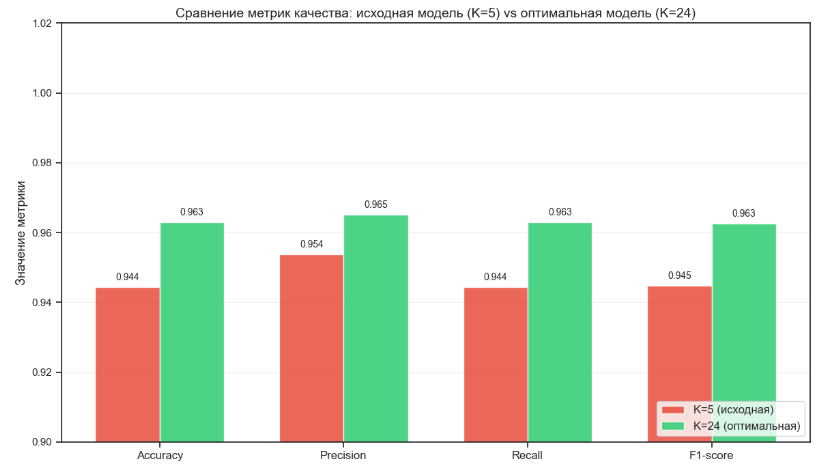 Сравнение метрик качества: исходная модель (K=5) vs оптимальная модель (K=24)
Значение метрики
1.02
1.00
0.98
0.96
0.94
0.92
0.90
0.944
0.963
0.954
0.965
0.944
0.963
0.945
0.963
K=5 (исходная)
K=24 (оптимальная)
Accuracy
Precision
Recall
F1-score